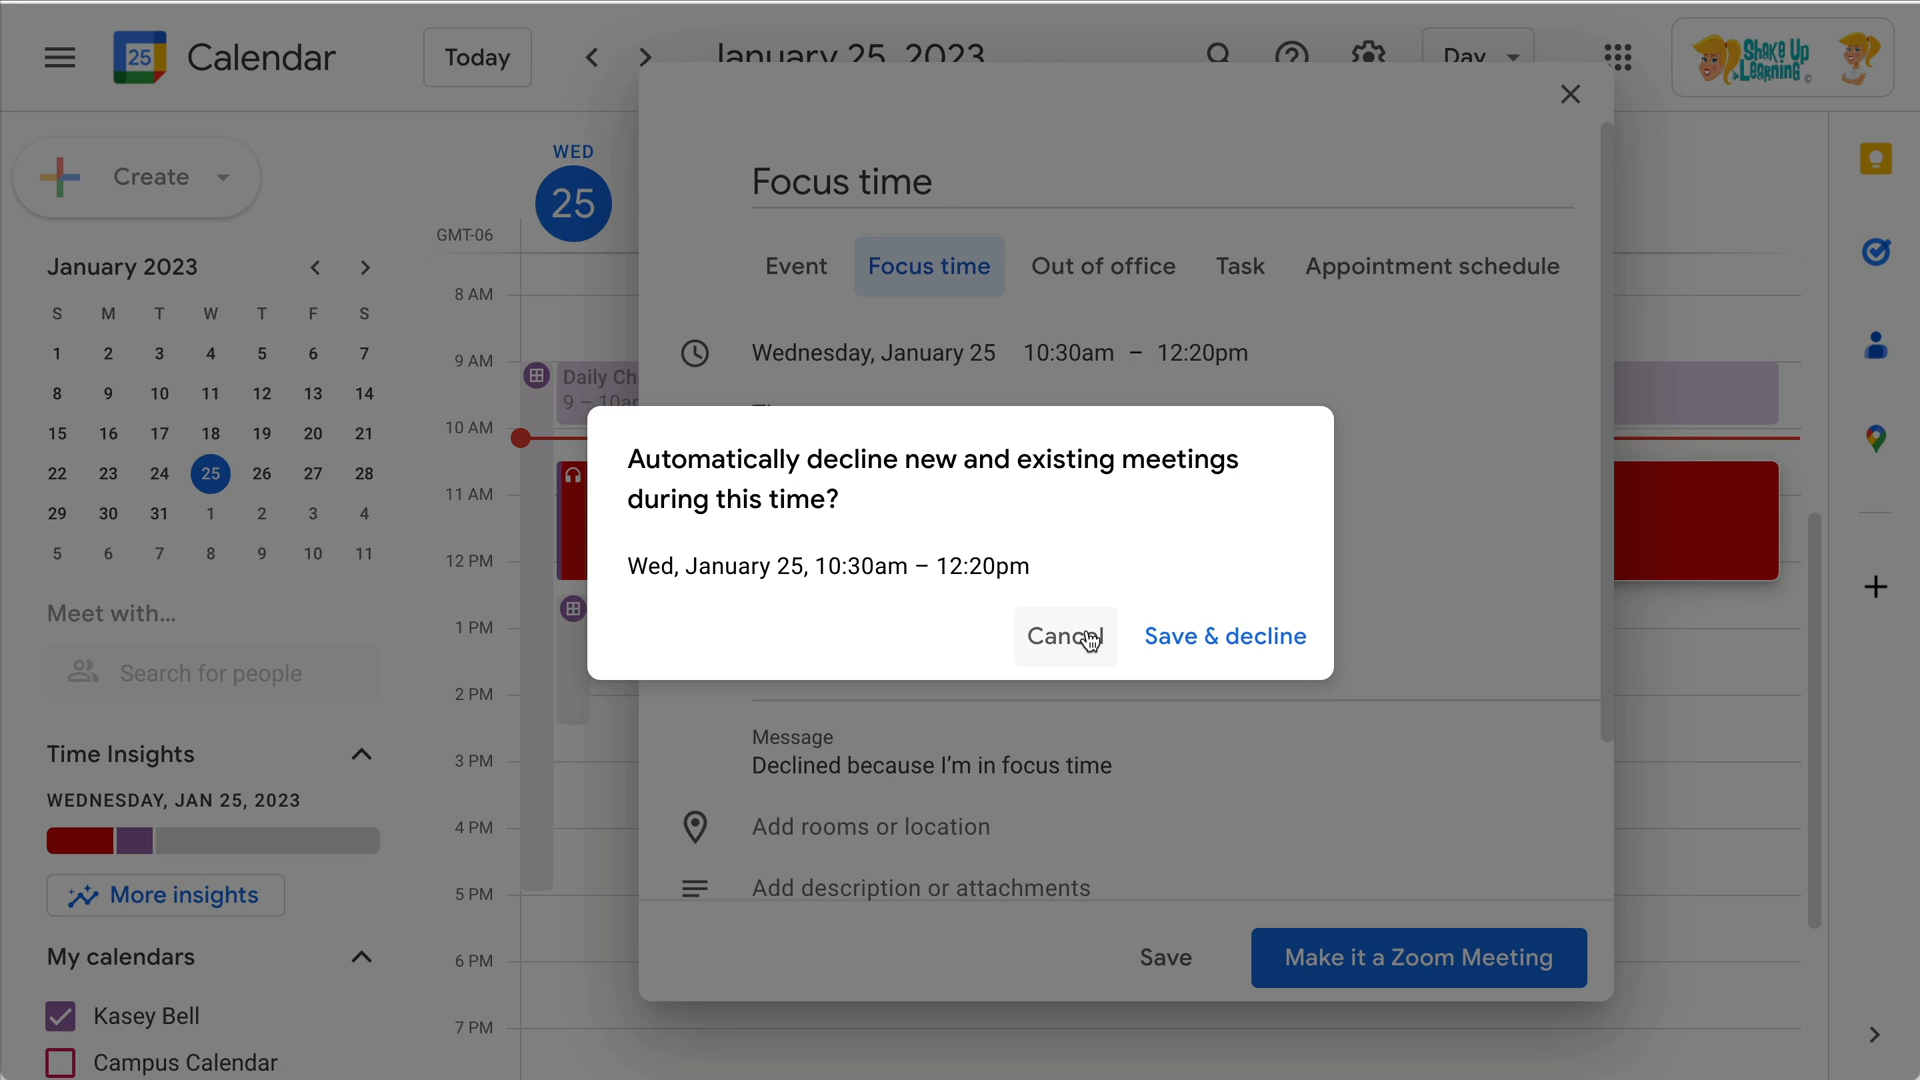 25
Calendar
Today
January 25, 2023
Day
Shake Up
Learning
Create
WED
25
GMT-06
January 2023
S M T W T F S
1 2 3 4 5 6 7
8 9 10 11 12 13 14
15 16 17 18 19 20 21
22 23 24 25 26 27 28
29 30 31 1 2 3 4
5 6 7 8 9 10 11
Meet with...
Search for people
Time Insights
WEDNESDAY, JAN 25, 2023
More insights
My calendars
Kasey Bell
Campus Calendar
8 AM
9 AM
10 AM
11 AM
12 PM
1 PM
2 PM
3 PM
4 PM
5 PM
6 PM
7 PM
Daily Ch
9 – 10am
Focus time
Event Focus time Out of office Task Appointment schedule
Wednesday, January 25 10:30am – 12:20pm
Automatically decline new and existing meetings
during this time?
Wed, January 25, 10:30am – 12:20pm
Cancel Save & decline
Message
Declined because I'm in focus time
Add rooms or location
Add description or attachments
Save Make it a Zoom Meeting